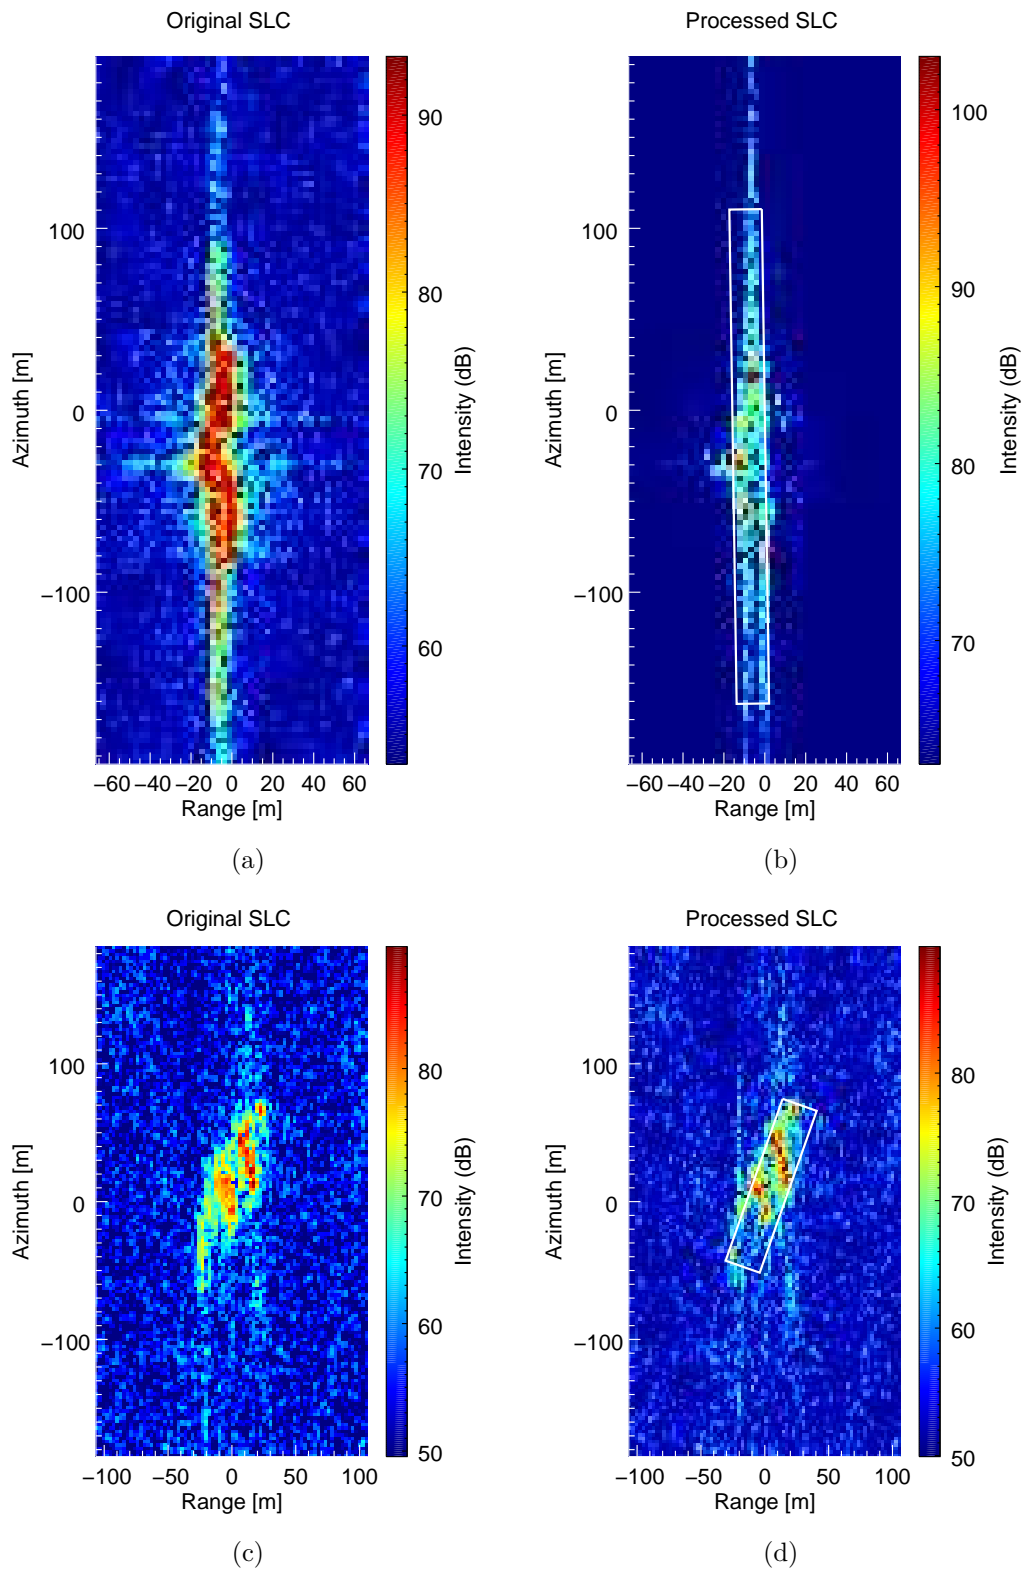 Original SLC
Processed SLC
90
80
70
60
Intensity (dB)
100
0
−100
Azimuth [m]
−60 −40 −20 0 20 40 60
Range [m]
(a)
100
90
80
70
Intensity (dB)
Azimuth [m]
100
0
−100
−60 −40 −20 0 20 40 60
Range [m]
(b)
Original SLC
Processed SLC
80
70
60
50
Intensity (dB)
100
0
−100
Azimuth [m]
−100 −50 0 50 100
Range [m]
(c)
80
70
60
50
Intensity (dB)
100
0
−100
Azimuth [m]
−100 −50 0 50 100
Range [m]
(d)